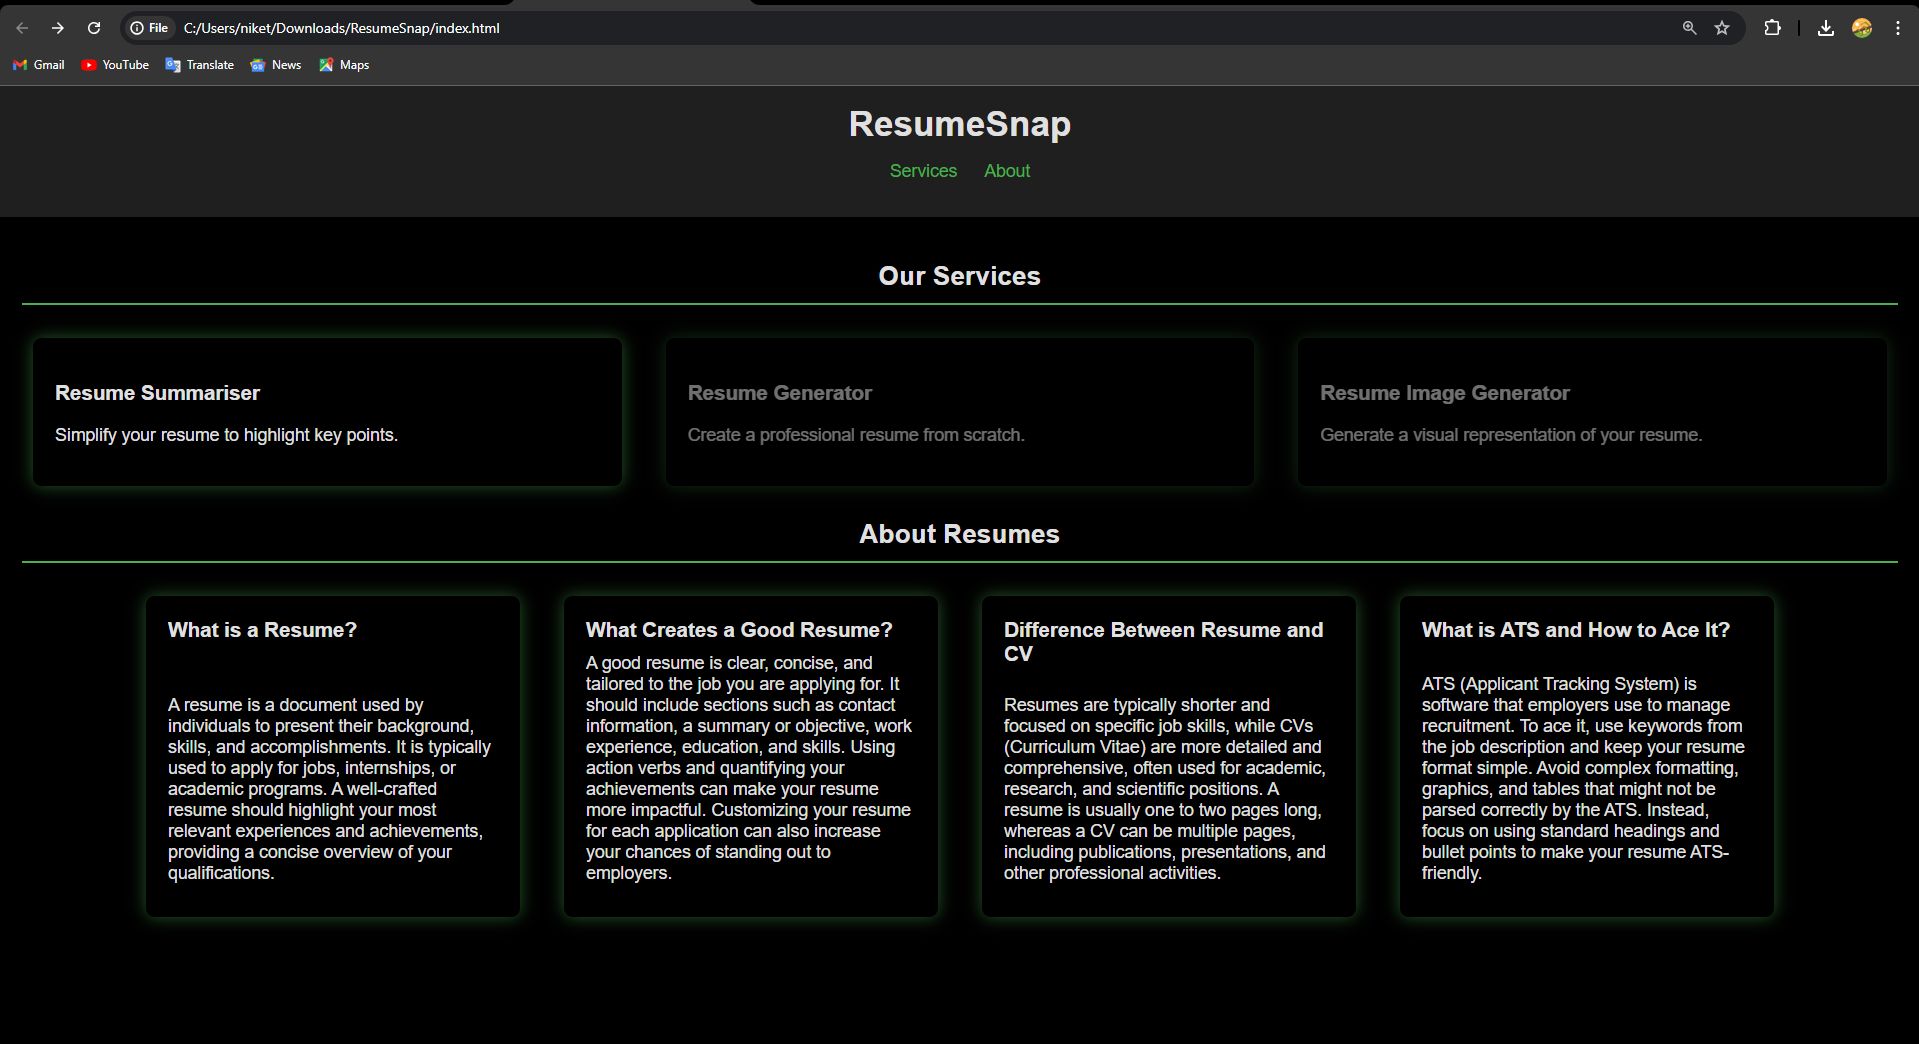 File C:/Users/niket/Downloads/ResumeSnap/index.html
Gmail YouTube Translate News Maps
ResumeSnap
Services About
Our Services
Resume Summariser
Simplify your resume to highlight key points.
Resume Generator
Create a professional resume from scratch.
Resume Image Generator
Generate a visual representation of your resume.
About Resumes
What is a Resume?
A resume is a document used by
individuals to present their background,
skills, and accomplishments. It is typically
used to apply for jobs, internships, or
academic programs. A well-crafted
resume should highlight your most
relevant experiences and achievements,
providing a concise overview of your
qualifications.
What Creates a Good Resume?
A good resume is clear, concise, and
tailored to the job you are applying for. It
should include sections such as contact
information, a summary or objective, work
experience, education, and skills. Using
action verbs and quantifying your
achievements can make your resume
more impactful. Customizing your resume
for each application can also increase
your chances of standing out to
employers.
Difference Between Resume and
CV
Resumes are typically shorter and
focused on specific job skills, while CVs
(Curriculum Vitae) are more detailed and
comprehensive, often used for academic,
research, and scientific positions. A
resume is usually one to two pages long,
whereas a CV can be multiple pages,
including publications, presentations, and
other professional activities.
What is ATS and How to Ace It?
ATS (Applicant Tracking System) is
software that employers use to manage
recruitment. To ace it, use keywords from
the job description and keep your resume
format simple. Avoid complex formatting,
graphics, and tables that might not be
parsed correctly by the ATS. Instead,
focus on using standard headings and
bullet points to make your resume ATS-
friendly.